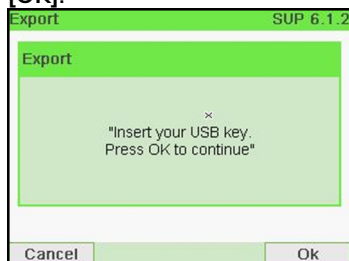 [OK].
Export SUP 6.1.2
Export
"Insert your USB key.
Press OK to continue"
Cancel Ok